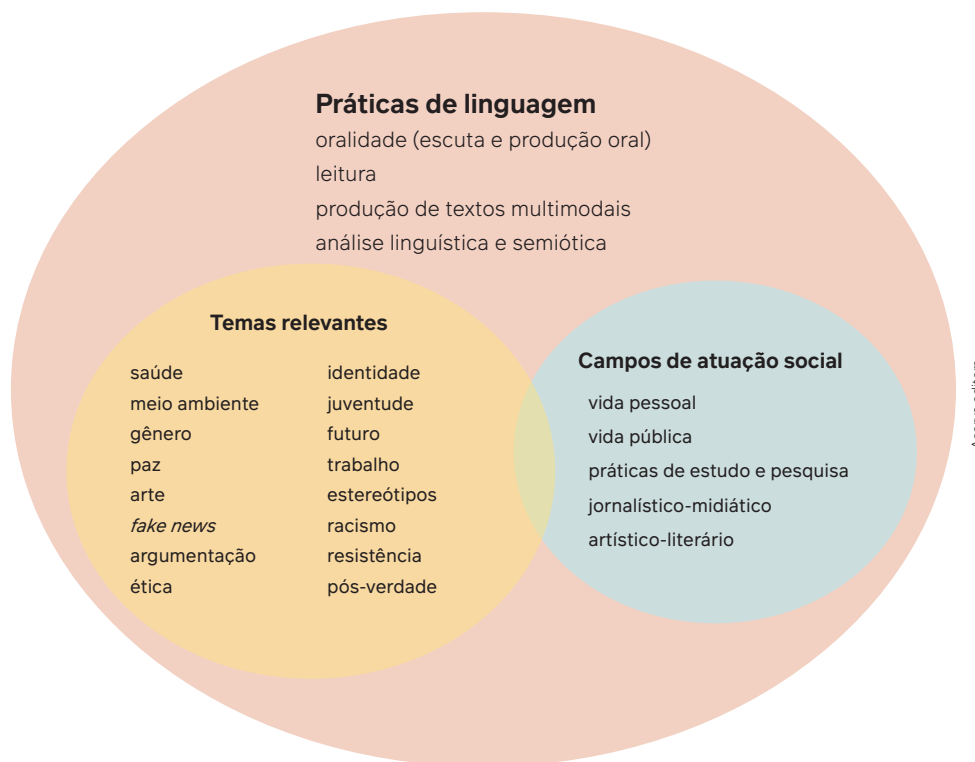 Práticas de linguagem
oralidade (escuta e produção oral)
leitura
produção de textos multimodais
análise linguística e semiótica
Temas relevantes
saúde
meio ambiente
gênero
paz
arte
fake news
argumentação
ética
identidade
juventude
futuro
trabalho
estereótipos
racismo
resistência
pós-verdade
Campos de atuação social
vida pessoal
vida pública
práticas de estudo e pesquisa
jornalístico-midiático
artístico-literário